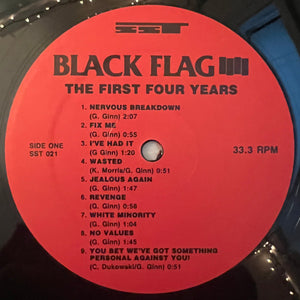 SST
BLACK FLAG
THE FIRST FOUR YEARS
SIDE ONE
SST 021
33.3 RPM
1. NERVOUS BREAKDOWN
(G. Ginn) 2:07
2. FIX ME
(G. Ginn) 0:55
3. I'VE HAD IT
(G Ginn) 1:20
4. WASTED
(K. Morris/G. Ginn) 0:51
5. JEALOUS AGAIN
(G. Ginn) 1:47
6. REVENGE
(G. Ginn) 0:56
7. WHITE MINORITY
(G. Ginn) 1:04
8. NO VALUES
(G. Ginn) 1:45
9. YOU BET WE'VE GOT SOMETHING
PERSONAL AGAINST YOU!
(C. Dukowski/G. Ginn) 0:51